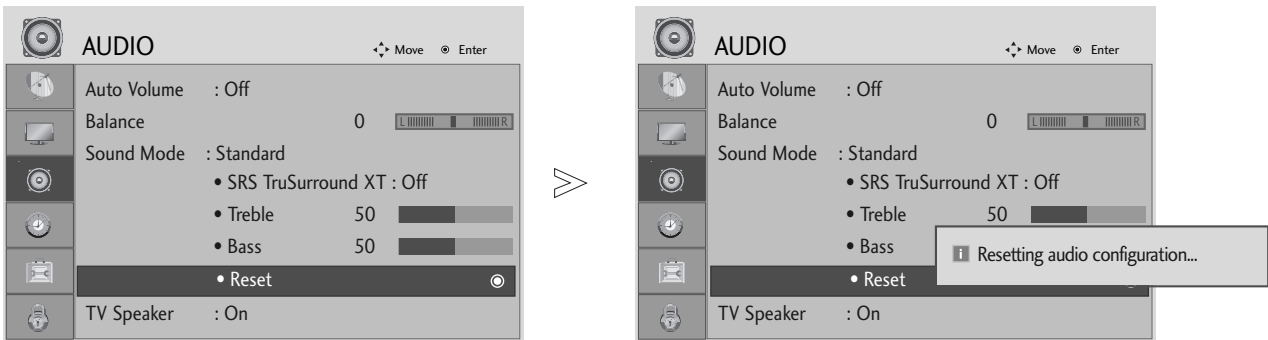 AUDIO
Move Enter
Auto Volume : Off
Balance 0 L R
Sound Mode : Standard
• SRS TruSurround XT : Off
• Treble 50
• Bass 50
• Reset
TV Speaker : On
AUDIO
Move Enter
Auto Volume : Off
Balance 0 L R
Sound Mode : Standard
• SRS TruSurround XT : Off
• Treble 50
• Bass
i Resetting audio configuration...
• Reset
TV Speaker : On